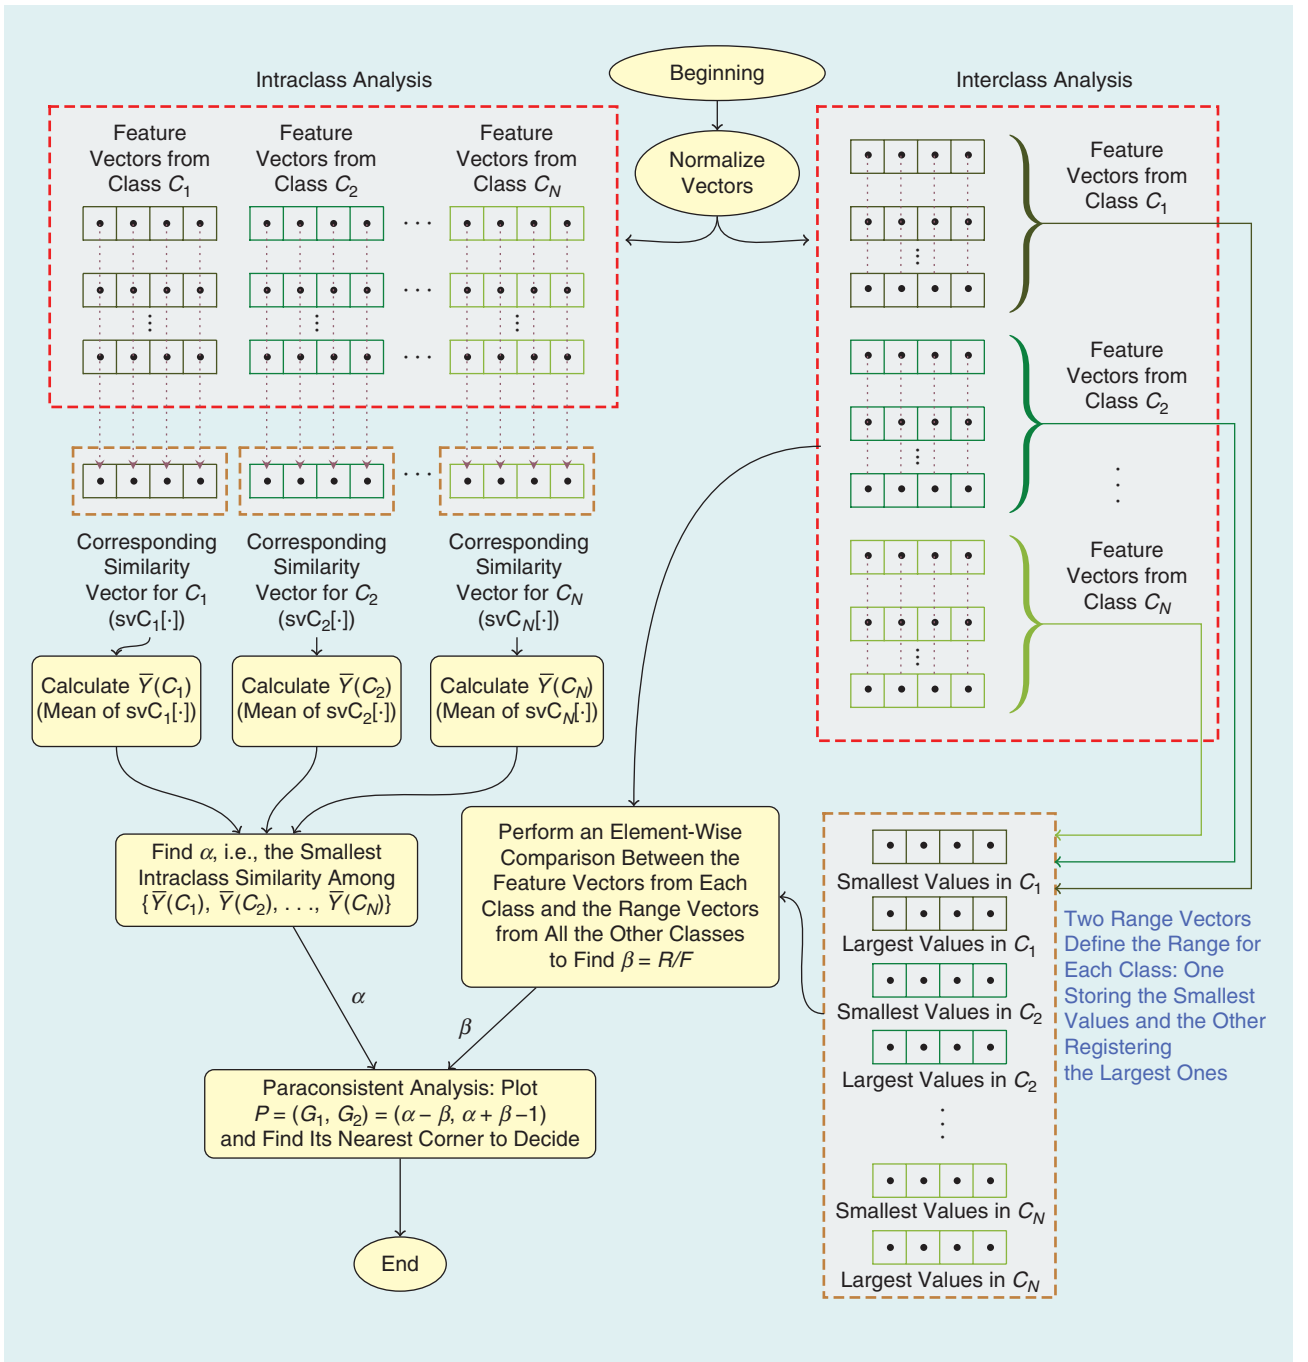 Beginning
Intraclass Analysis
Interclass Analysis
Normalize
Vectors
Feature
Vectors from
Class C1
Feature
Vectors from
Class C2
Feature
Vectors from
Class CN
. . .
. . .
. . .
. . .
Corresponding
Similarity
Vector for C1
(svC1[·])
Corresponding
Similarity
Vector for C2
(svC2[·])
Corresponding
Similarity
Vector for CN
(svCN[·])
Calculate Y̅(C1)
(Mean of svC1[·])
Calculate Y̅(C2)
(Mean of svC2[·])
Calculate Y̅(CN)
(Mean of svCN[·])
Find α, i.e., the Smallest
Intraclass Similarity Among
{Y̅(C1), Y̅(C2), . . ., Y̅(CN)}
Feature
Vectors from
Class C1
Feature
Vectors from
Class C2
Feature
Vectors from
Class CN
Perform an Element-Wise
Comparison Between the
Feature Vectors from Each
Class and the Range Vectors
from All the Other Classes
to Find β = R/F
Smallest Values in C1
Largest Values in C1
Smallest Values in C2
Largest Values in C2
Smallest Values in CN
Largest Values in CN
Two Range Vectors
Define the Range for
Each Class: One
Storing the Smallest
Values and the Other
Registering
the Largest Ones
α
β
Paraconsistent Analysis: Plot
P = (G1, G2) = (α − β, α + β −1)
and Find Its Nearest Corner to Decide
End